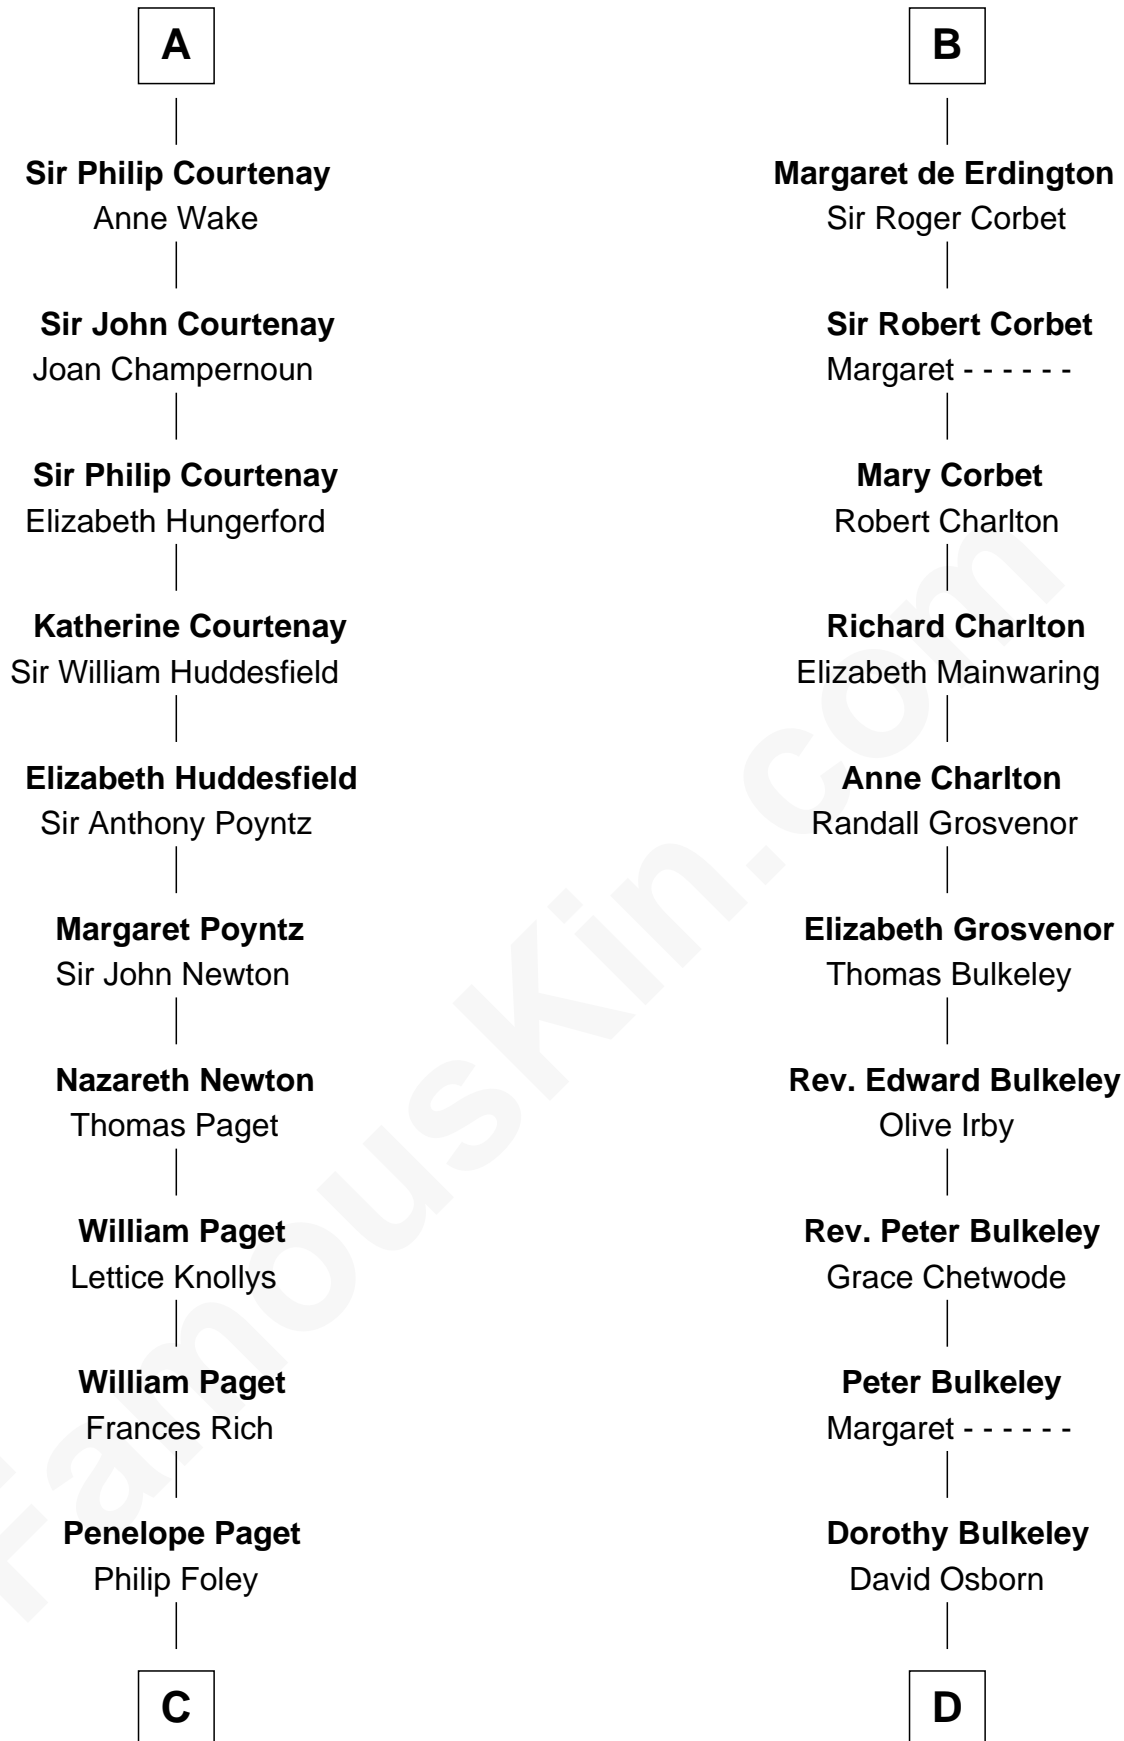 A
Sir Philip Courtenay
Anne Wake
Sir John Courtenay
Joan Champernoun
Sir Philip Courtenay
Elizabeth Hungerford
Katherine Courtenay
Sir William Huddesfield
Elizabeth Huddesfield
Sir Anthony Poyntz
Margaret Poyntz
Sir John Newton
Nazareth Newton
Thomas Paget
William Paget
Lettice Knollys
William Paget
Frances Rich
Penelope Paget
Philip Foley
C
B
Margaret de Erdington
Sir Roger Corbet
Sir Robert Corbet
Margaret - - - - - -
Mary Corbet
Robert Charlton
Richard Charlton
Elizabeth Mainwaring
Anne Charlton
Randall Grosvenor
Elizabeth Grosvenor
Thomas Bulkeley
Rev. Edward Bulkeley
Olive Irby
Rev. Peter Bulkeley
Grace Chetwode
Peter Bulkeley
Margaret - - - - - -
Dorothy Bulkeley
David Osborn
D
FamousKin.com